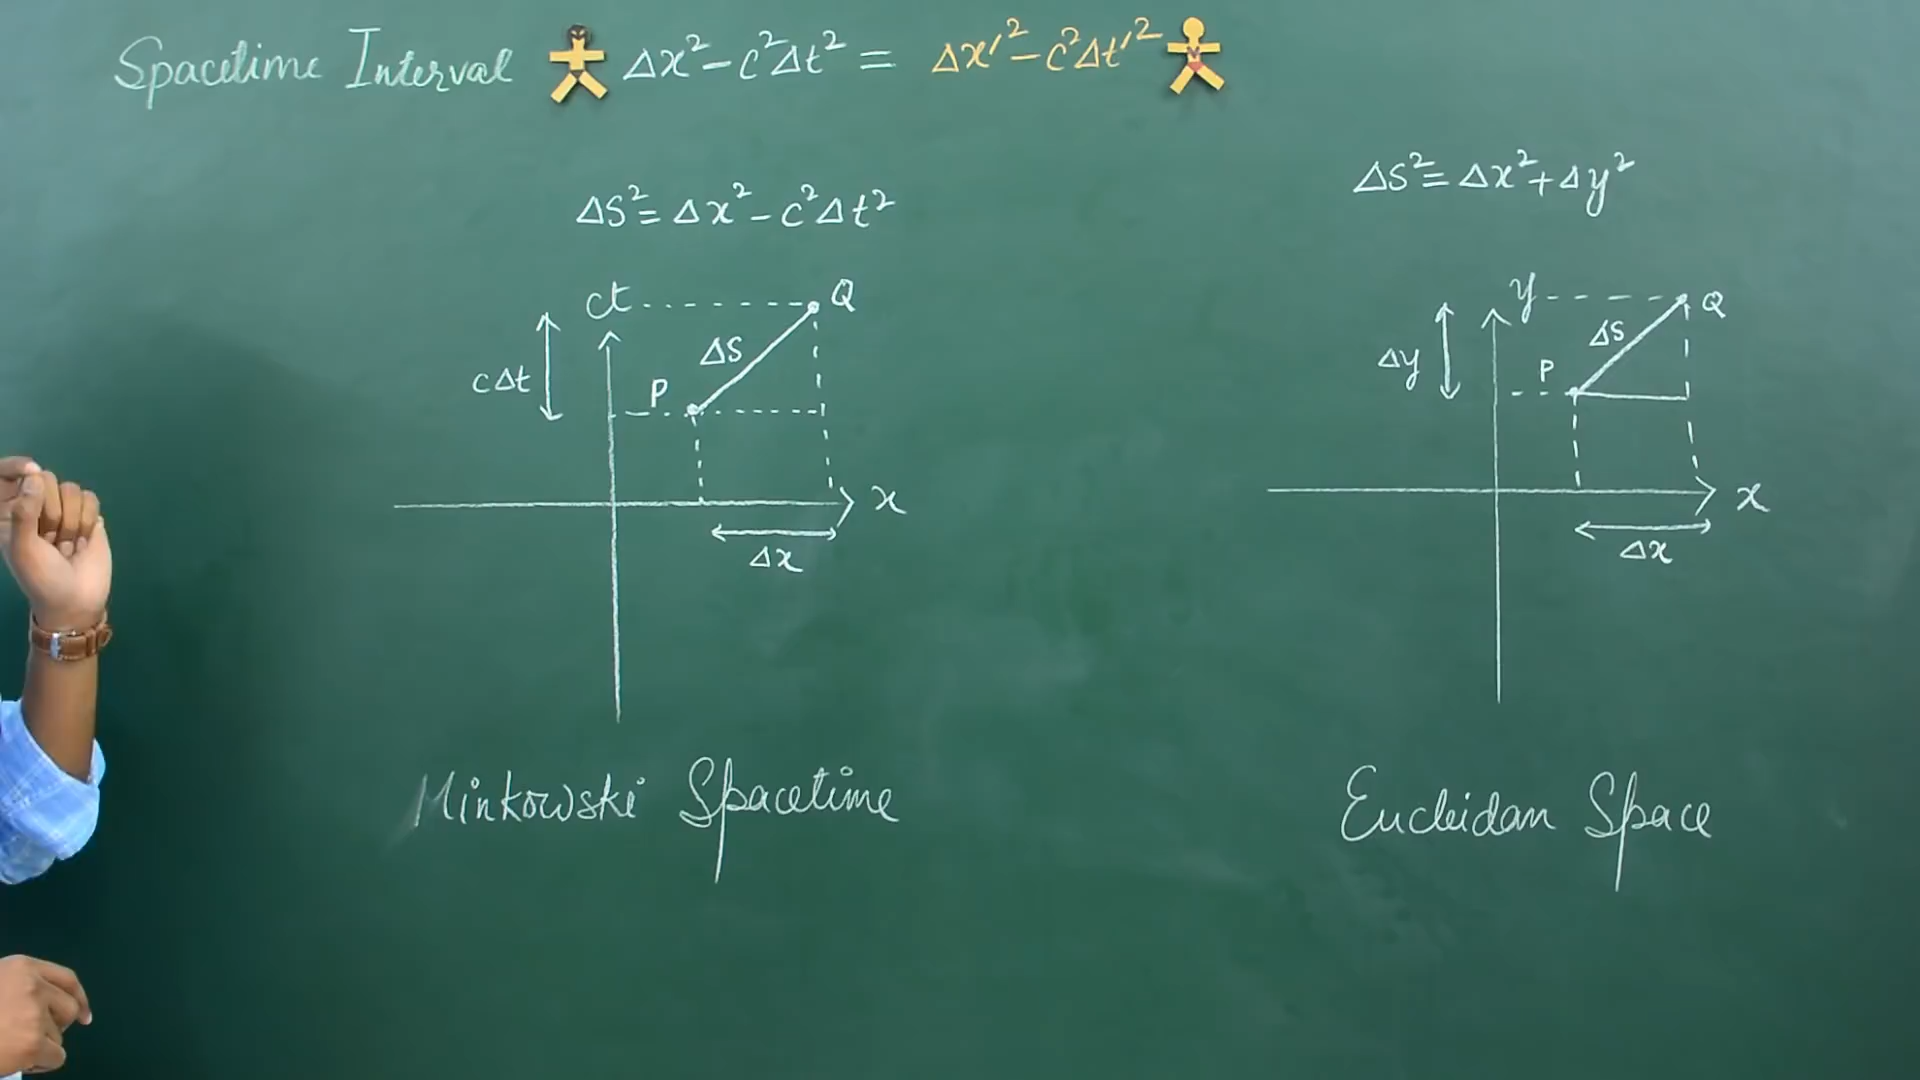 Spacetime Interval Δx² - c²Δt² = Δx'² - c²Δt'²
ΔS² = Δx² - c²Δt²
ct
Q
ΔS
cΔt
P
x
Δx
Minkowski Spacetime
ΔS² = Δx² + Δy²
y
Q
ΔS
Δy
P
x
Δx
Eucleidan Space